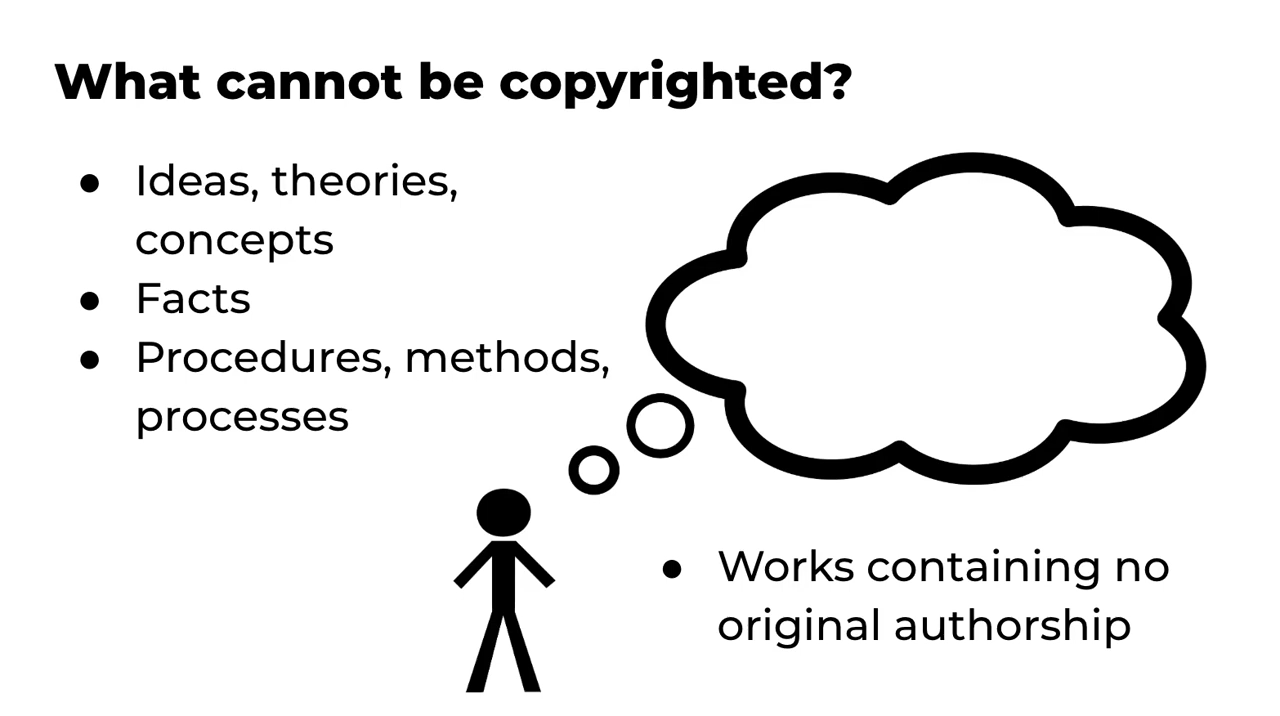 What cannot be copyrighted?
● Ideas, theories,
concepts
● Facts
● Procedures, methods,
processes
● Works containing no
original authorship